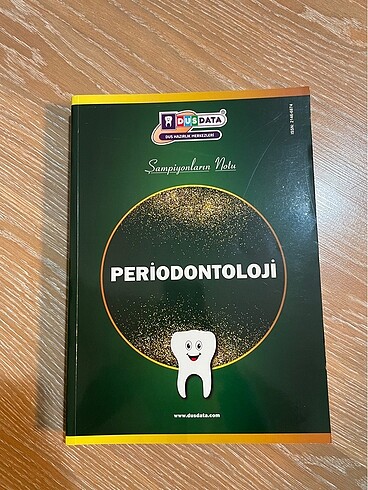 DUSDATA
DUS HAZIRLIK MERKEZLERİ
Şampiyonların Notu
PERİODONTOLOJİ
www.dusdata.com